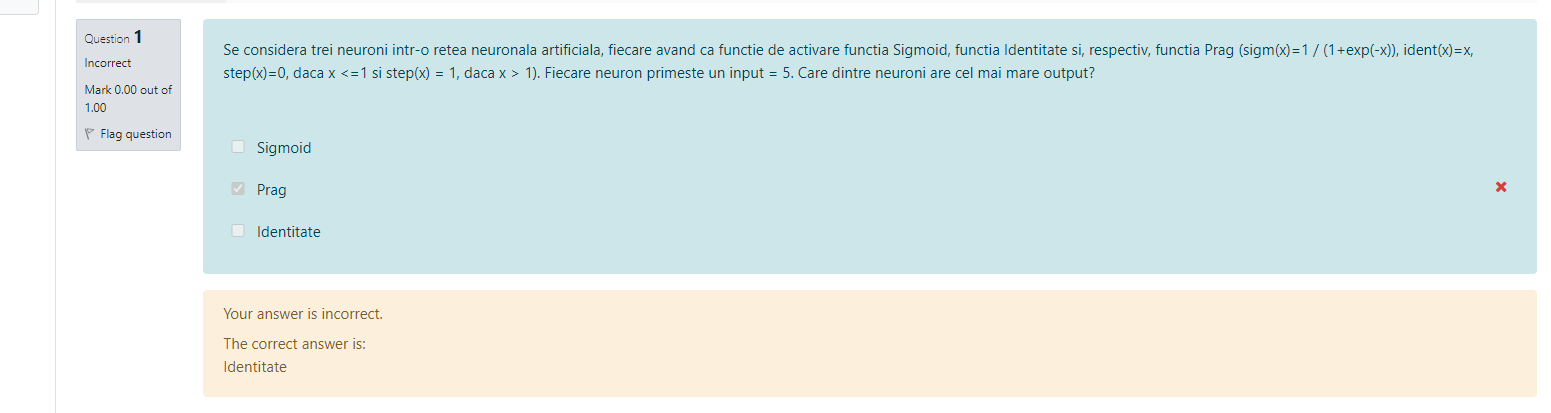 Question 1
Incorrect
Mark 0.00 out of
1.00
Flag question
Se considera trei neuroni intr-o retea neuronala artificiala, fiecare avand ca functie de activare functia Sigmoid, functia Identitate si, respectiv, functia Prag (sigm(x)=1 / (1+exp(-x)), ident(x)=x,
step(x)=0, daca x <=1 si step(x) = 1, daca x > 1). Fiecare neuron primeste un input = 5. Care dintre neuroni are cel mai mare output?
Sigmoid
Prag
Identitate
Your answer is incorrect.
The correct answer is:
Identitate